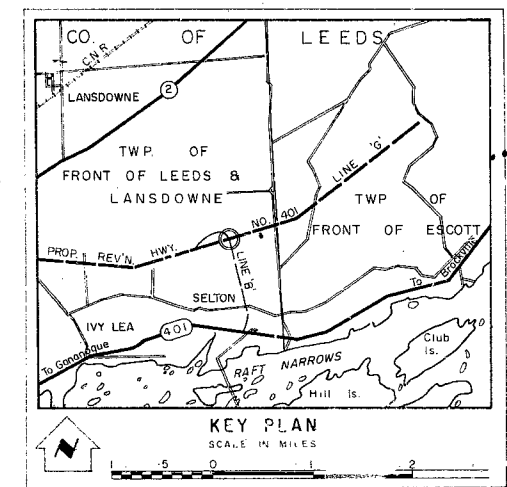 CO. OF LEEDS
C.N.R.
LANSDOWNE
2
TWP. OF
FRONT OF LEEDS &
LANSDOWNE
LINE 'G'
TWP OF
FRONT OF ESCOTT
PROP. REV'N. HWY. NO. 401
LINE 'B'
SELTON
To Brockville
IVY LEA
401
To Gananoque
RAFT NARROWS
Club Is.
Hill Is.
KEY PLAN
SCALE IN MILES
N
1 .5 0 1 2